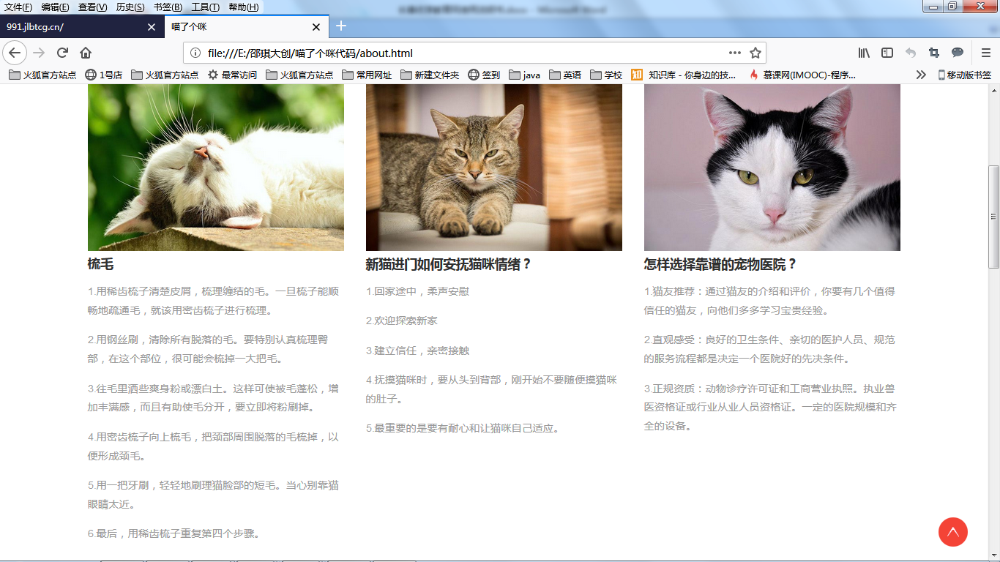 文件(F) 编辑(E) 查看(V) 历史(S) 书签(B) 工具(T) 帮助(H)
991.jlbtcg.cn/
喵了个咪
file:///E:/邵琪大创/喵了个咪代码/about.html
火狐官方站点 1号店 火狐官方站点 最常访问 火狐官方站点 常用网址 新建文件夹 签到 java 英语 学校 知识库 - 你身边的技... 慕课网(IMOOC)-程序... 移动版书签
梳毛
1.用稀齿梳子清楚皮屑，梳理缠结的毛。一旦梳子能顺
畅地疏通毛，就该用密齿梳子进行梳理。
2.用钢丝刷，清除所有脱落的毛。要特别认真梳理臀
部，在这个部位，很可能会梳掉一大把毛。
3.往毛里洒些爽身粉或漂白土。这样可使被毛蓬松，增
加丰满感，而且有助使毛分开，要立即将粉刷掉。
4.用密齿梳子向上梳毛，把颈部周围脱落的毛梳掉，以
便形成颈毛。
5.用一把牙刷，轻轻地刷理猫脸部的短毛。当心别靠猫
眼睛太近。
6.最后，用稀齿梳子重复第四个步骤。
新猫进门如何安抚猫咪情绪？
1.回家途中，柔声安慰
2.欢迎探索新家
3.建立信任，亲密接触
4.抚摸猫咪时，要从头到背部，刚开始不要随便摸猫咪
的肚子。
5.最重要的是要有耐心和让猫咪自己适应。
怎样选择靠谱的宠物医院？
1.猫友推荐：通过猫友的介绍和评价，你要有几个值得
信任的猫友，向他们多多学习宝贵经验。
2.直观感受：良好的卫生条件、亲切的医护人员、规范
的服务流程都是决定一个医院好的先决条件。
3.正规资质：动物诊疗许可证和工商营业执照。执业兽
医资格证或行业从业人员资格证。一定的医院规模和齐
全的设备。